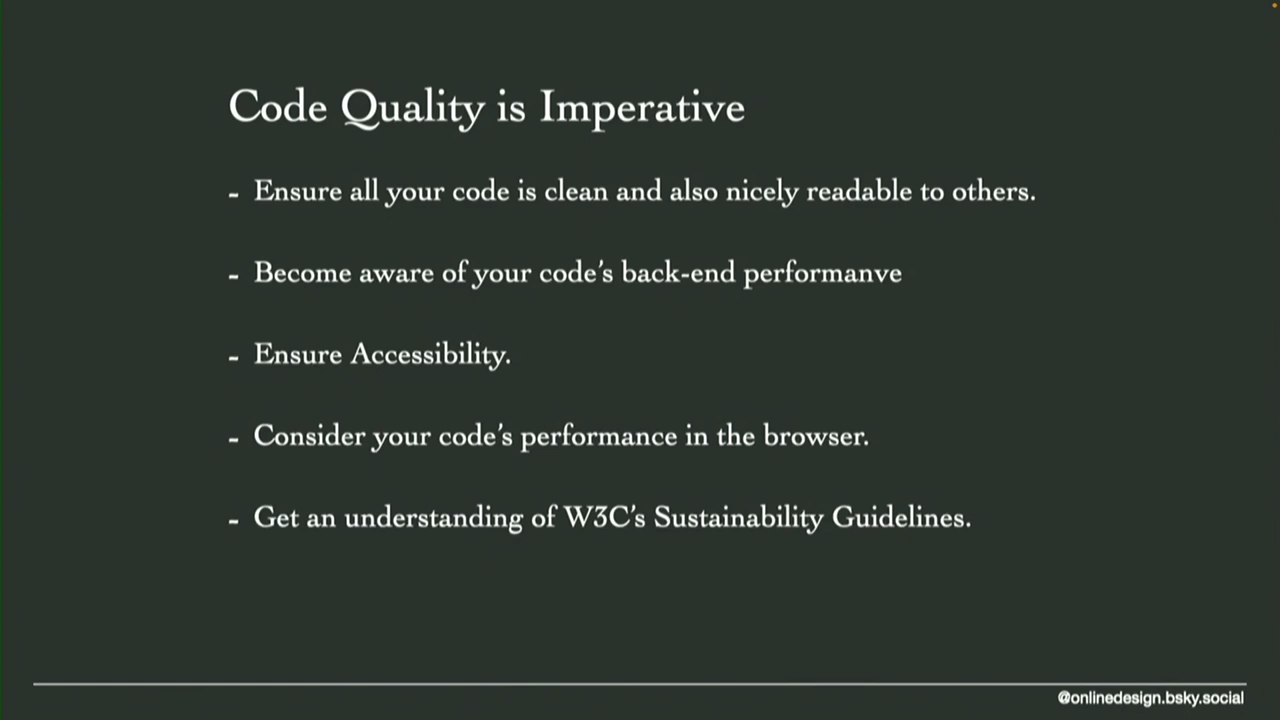 Code Quality is Imperative
- Ensure all your code is clean and also nicely readable to others.
- Become aware of your code’s back-end performanve
- Ensure Accessibility.
- Consider your code’s performance in the browser.
- Get an understanding of W3C’s Sustainability Guidelines.
@onlinedesign.bsky.social